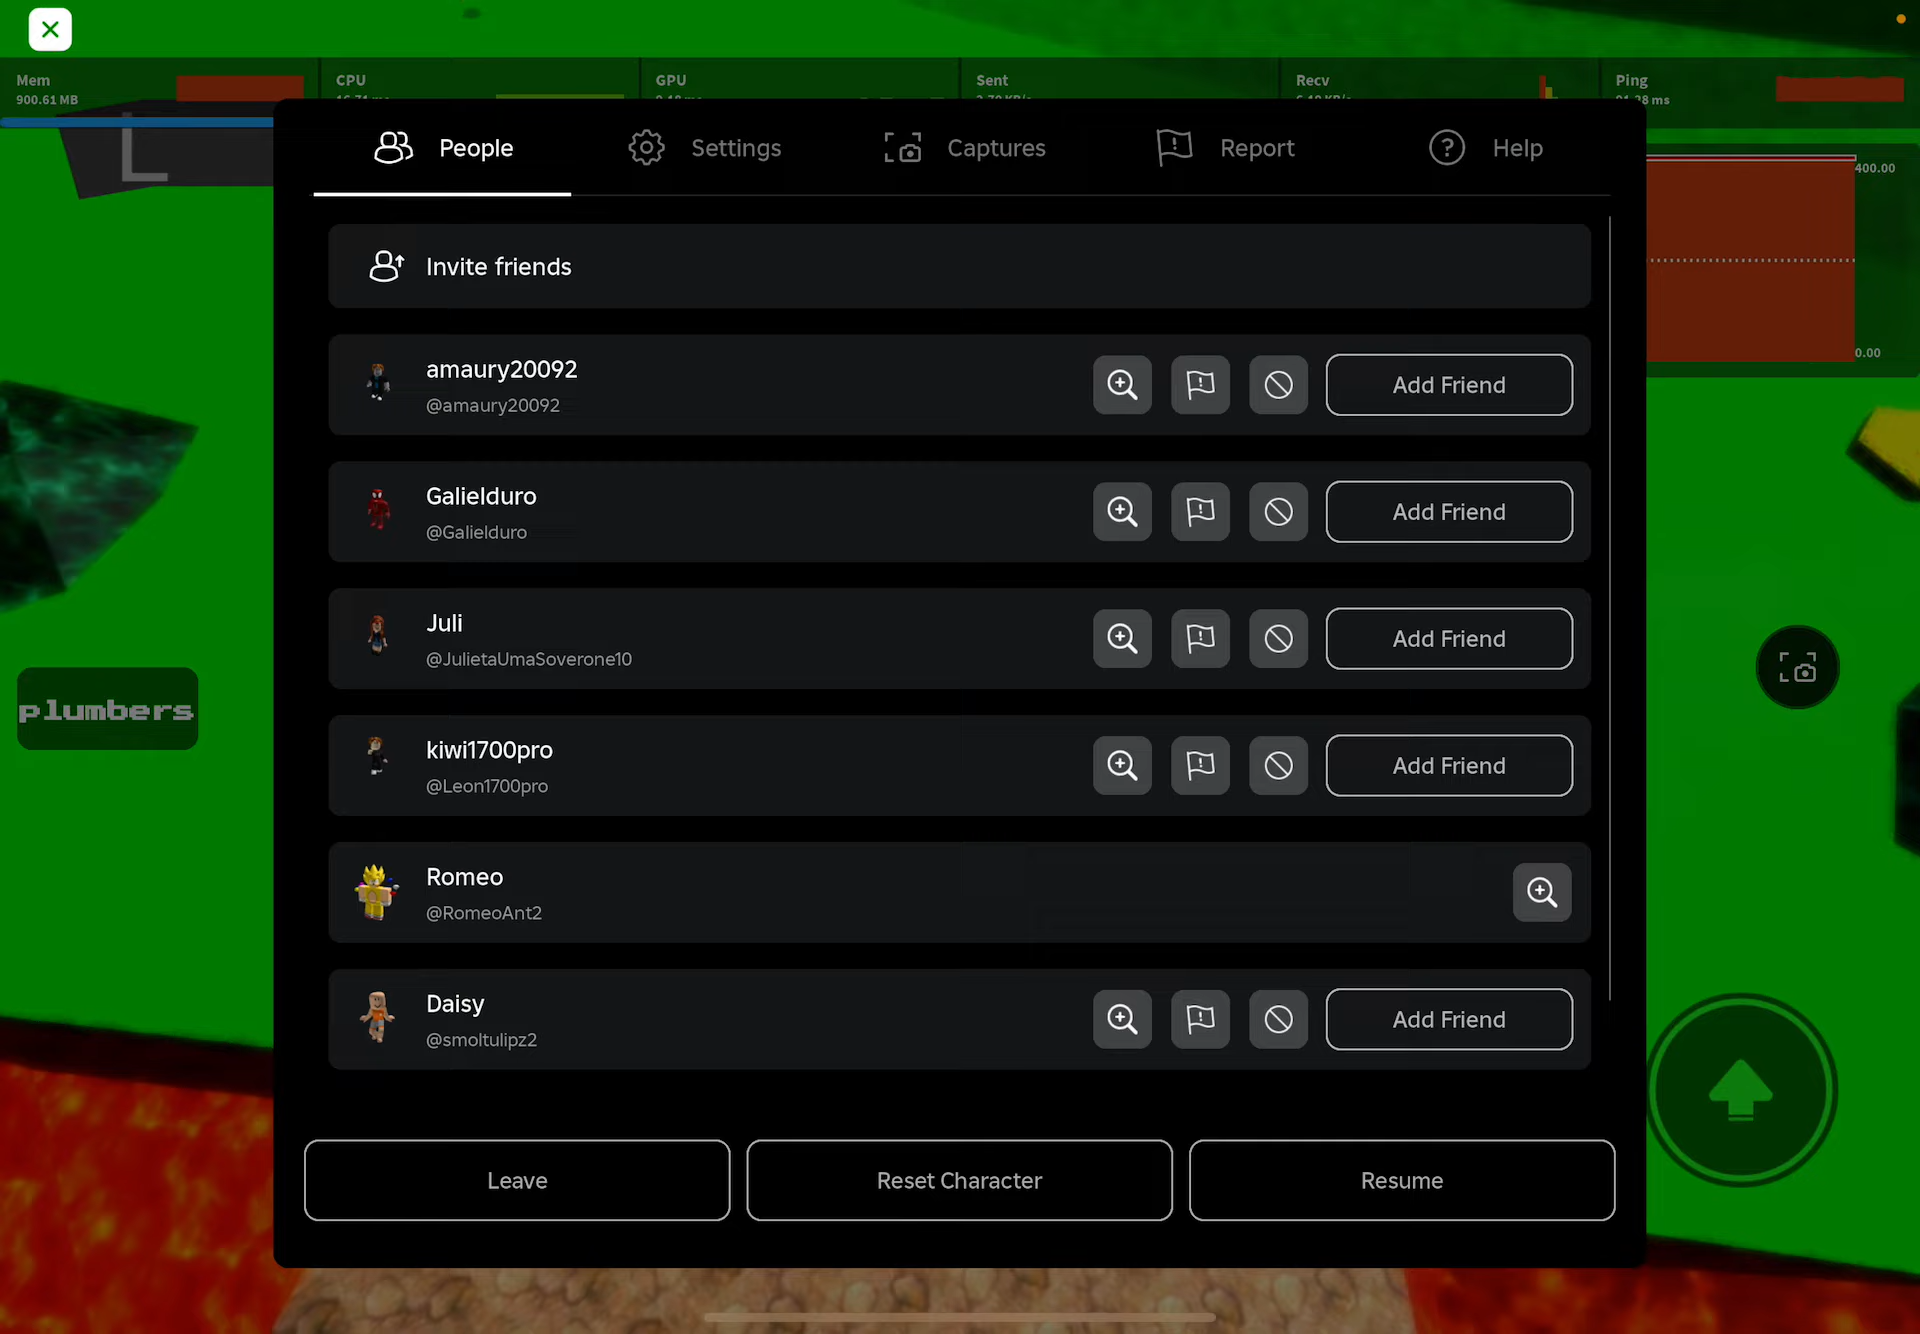 Mem
900.61 MB
CPU
GPU
Sent
Recv
Ping
People
Settings
Captures
Report
Help
400.00
0.00
Invite friends
amaury20092
@amaury20092
Add Friend
Galielduro
@Galielduro
Add Friend
Juli
@JulietaUmaSoverone10
Add Friend
kiwi1700pro
@Leon1700pro
Add Friend
Romeo
@RomeoAnt2
Daisy
@smoltulipz2
Add Friend
plumbers
Leave
Reset Character
Resume